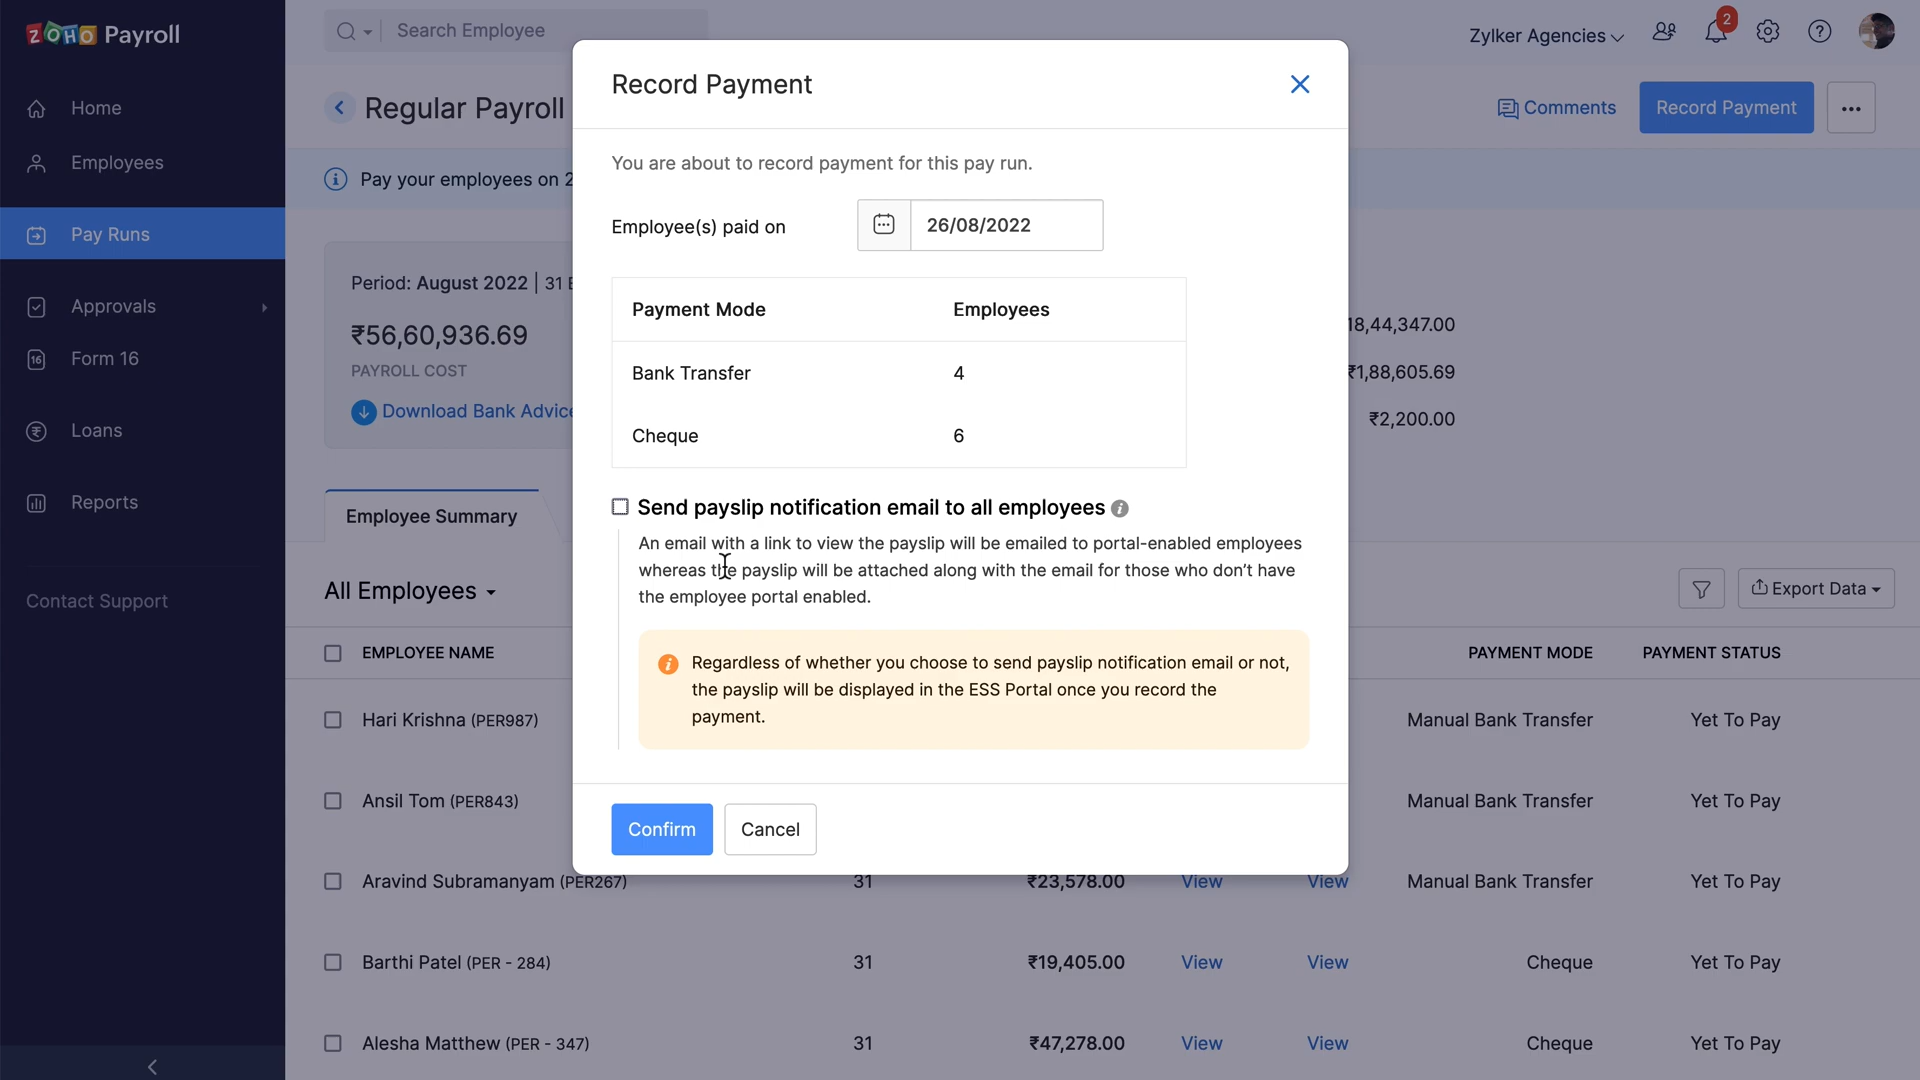 ZOHO Payroll
Search Employee
Zylker Agencies
2
Home
Employees
Pay Runs
Approvals
16
Form 16
Loans
Reports
Contact Support
Regular Payroll
Comments
Record Payment
Pay your employees on 2
Period: August 2022 | 31
₹56,60,936.69
PAYROLL COST
Download Bank Advice
18,44,347.00
₹1,88,605.69
₹2,200.00
Employee Summary
All Employees
Export Data
EMPLOYEE NAME
PAYMENT MODE
PAYMENT STATUS
Hari Krishna (PER987)
Manual Bank Transfer
Yet To Pay
Ansil Tom (PER843)
Manual Bank Transfer
Yet To Pay
Aravind Subramanyam (PER267)
31
₹23,578.00
View
View
Manual Bank Transfer
Yet To Pay
Barthi Patel (PER - 284)
31
₹19,405.00
View
View
Cheque
Yet To Pay
Alesha Matthew (PER - 347)
31
₹47,278.00
View
View
Cheque
Yet To Pay
Record Payment
You are about to record payment for this pay run.
Employee(s) paid on
26/08/2022
Payment Mode
Employees
Bank Transfer
4
Cheque
6
Send payslip notification email to all employees
An email with a link to view the payslip will be emailed to portal-enabled employees
whereas the payslip will be attached along with the email for those who don't have
the employee portal enabled.
Regardless of whether you choose to send payslip notification email or not,
the payslip will be displayed in the ESS Portal once you record the
payment.
Confirm
Cancel